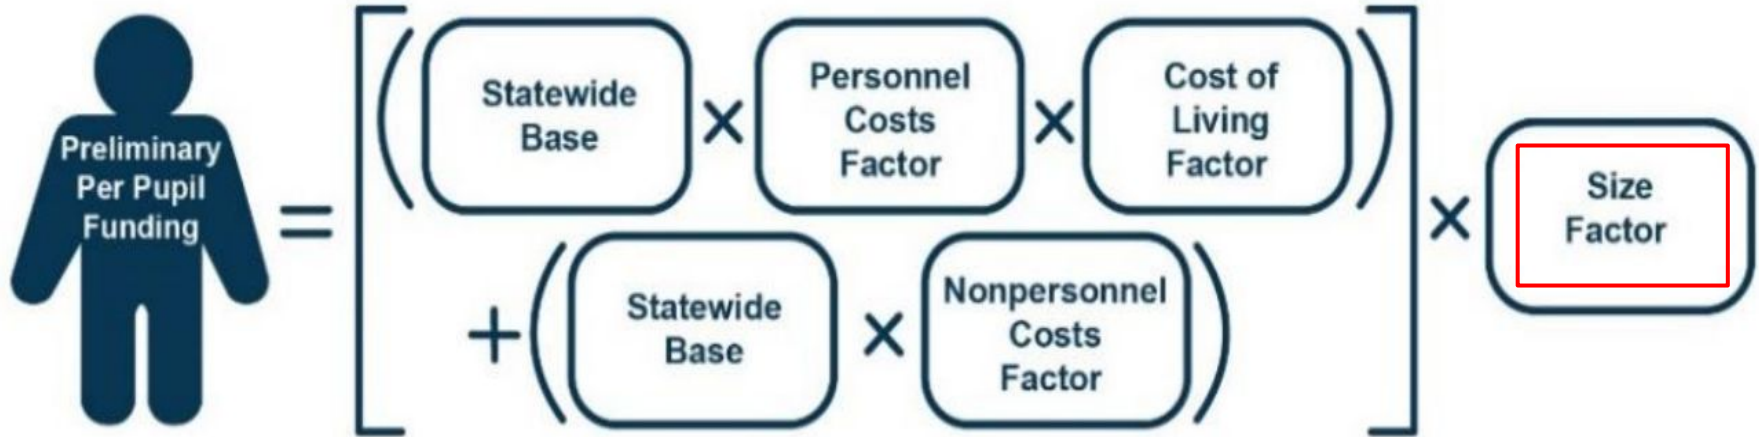 Preliminary
Per Pupil
Funding
=
[
(
Statewide
Base
×
Personnel
Costs
Factor
×
Cost of
Living
Factor
)
+
(
Statewide
Base
×
Nonpersonnel
Costs
Factor
)
]
×
Size
Factor